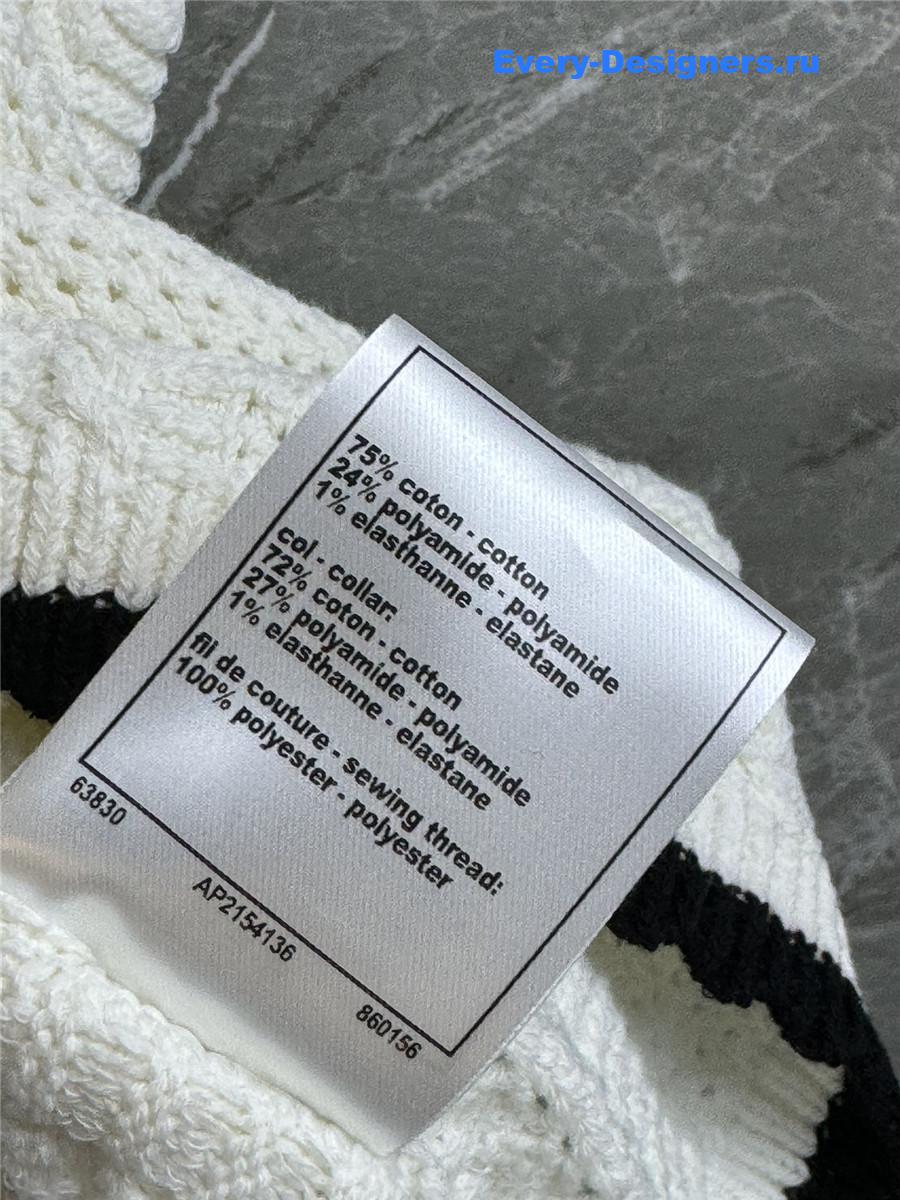 Every-Designers.ru
75% coton - cotton
24% polyamide - polyamide
1% elasthanne - elastane
col - collar:
72% coton - cotton
27% polyamide - polyamide
1% elasthanne - elastane
fil de couture - sewing thread:
100% polyester - polyester
63830
AP2154136
860156